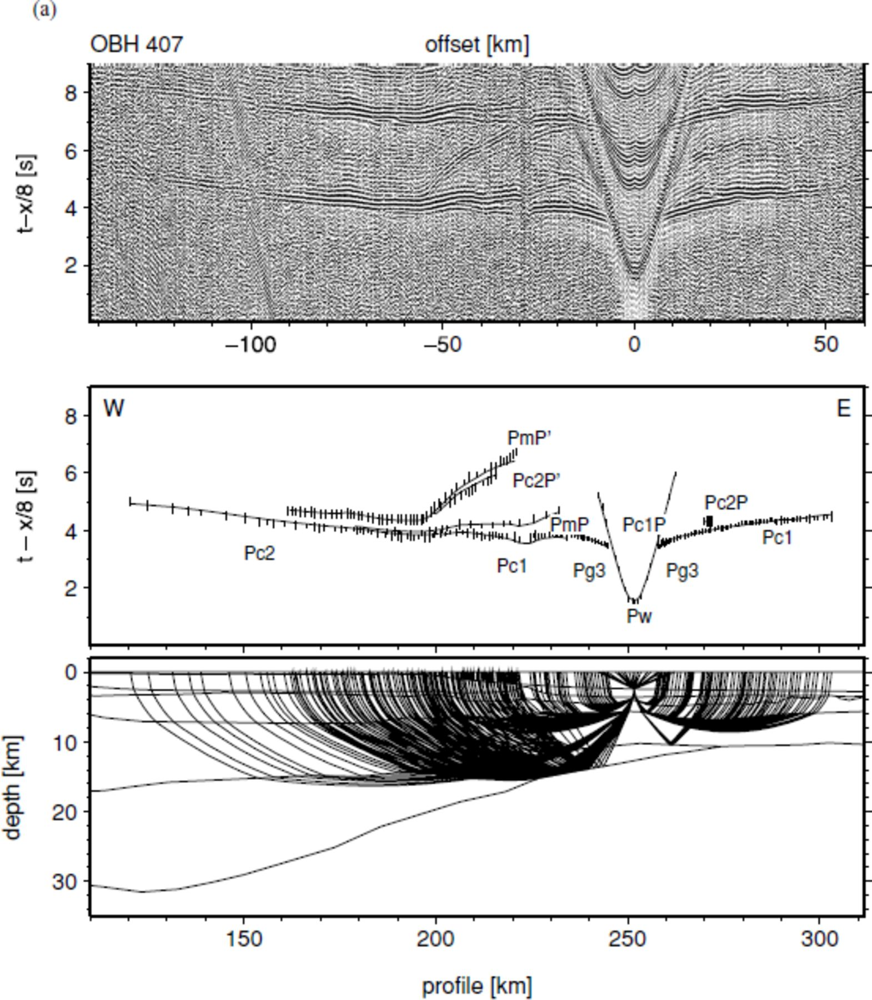 (a)
OBH 407 offset [km]
8
6
4
2
t–x/8 [s]
–100 –50 0 50
W E
8
6
4
2
t – x/8 [s]
PmP’
Pc2P’
Pc2P
PmP Pc1P
Pc2 Pc1
Pc1 Pg3 Pg3
Pw
0
10
20
30
depth [km]
150 200 250 300
profile [km]